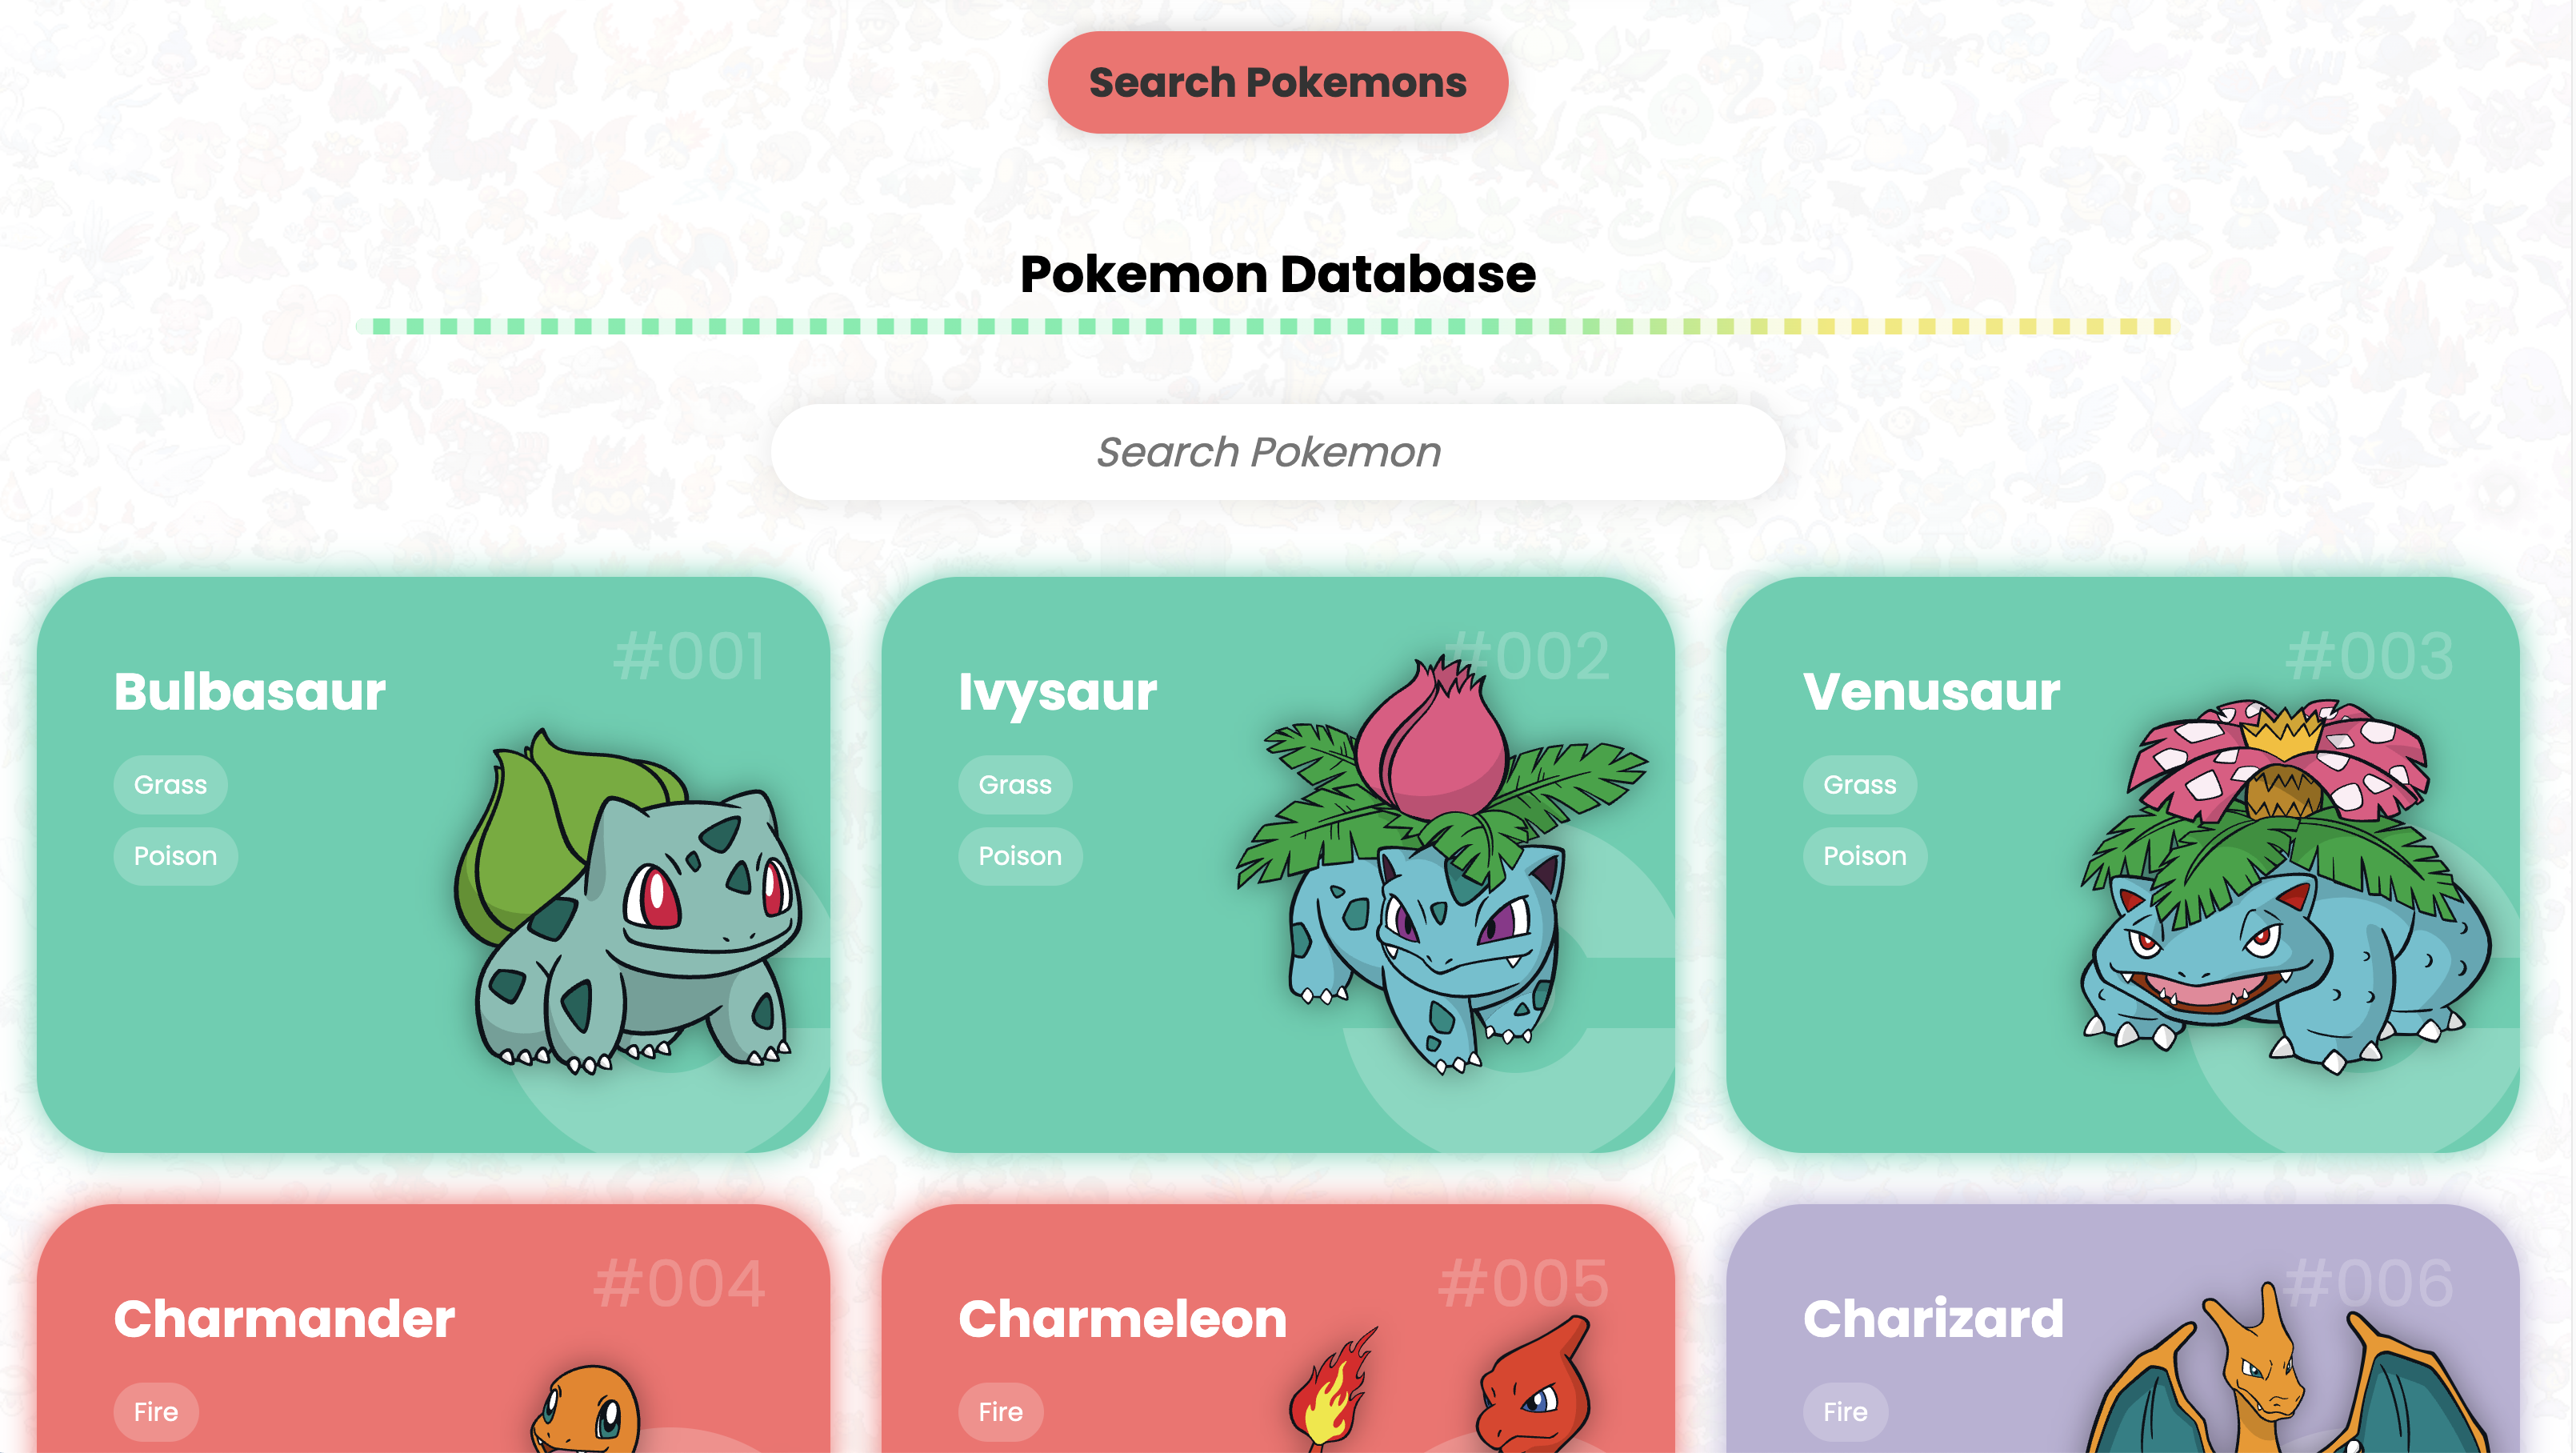 Search Pokemons
Pokemon Database
Search Pokemon
#001
Bulbasaur
Grass
Poison
#002
Ivysaur
Grass
Poison
#003
Venusaur
Grass
Poison
#004
Charmander
Fire
#005
Charmeleon
Fire
#006
Charizard
Fire